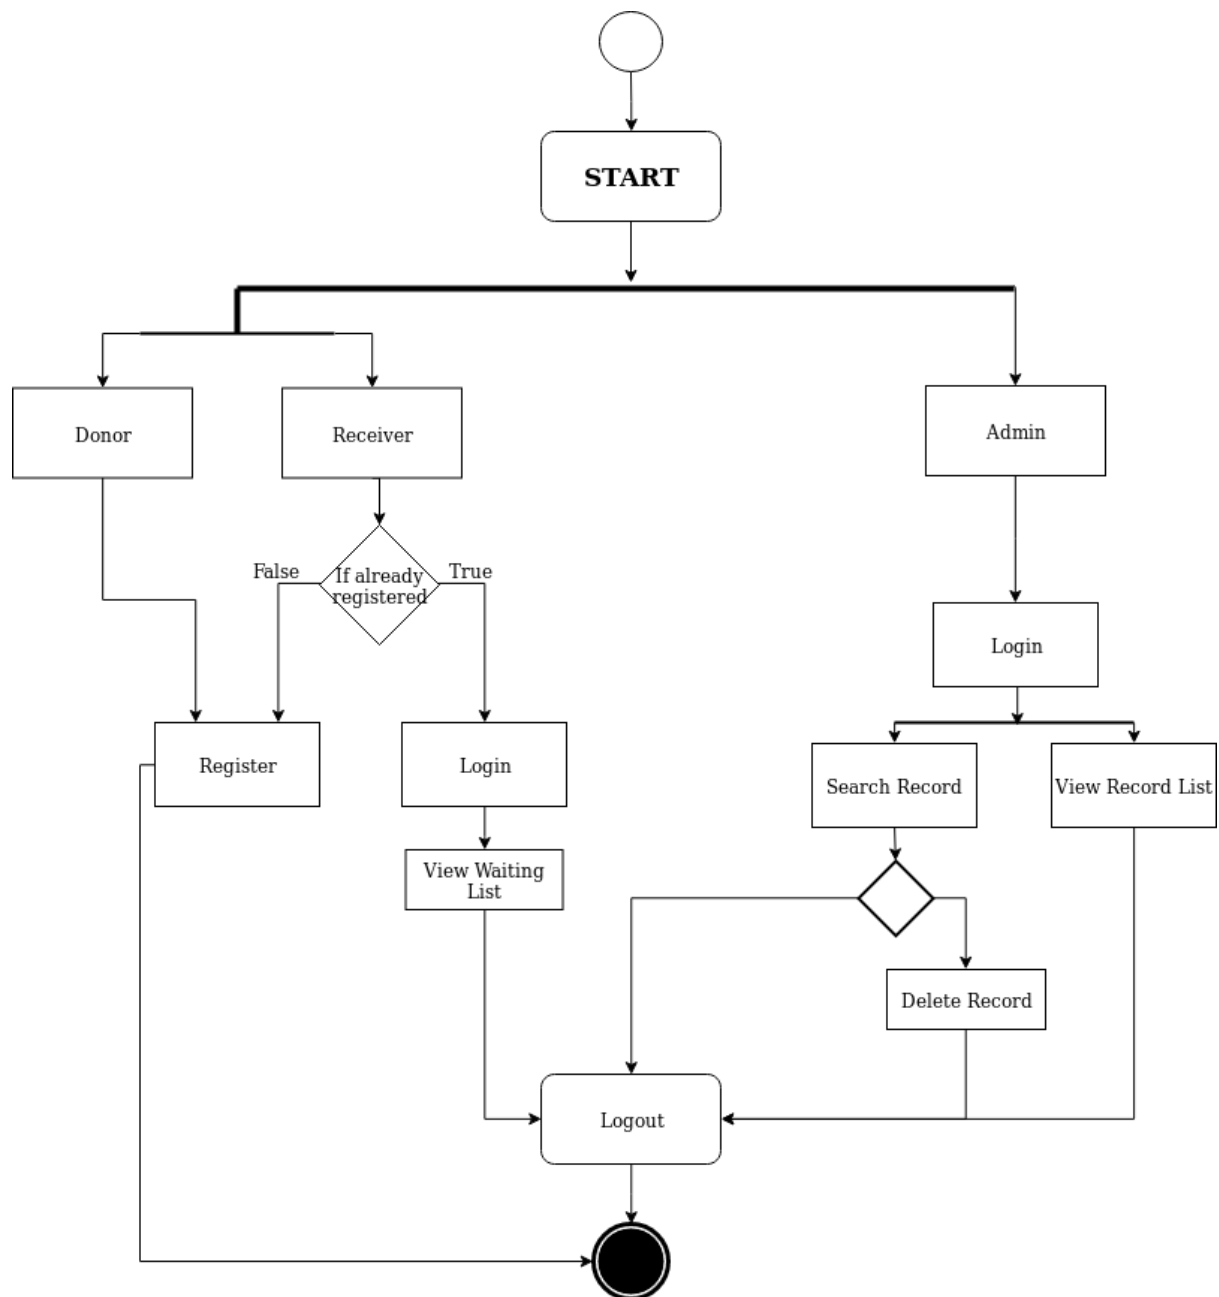 START
Donor
Receiver
Admin
False
If already
registered
True
Login
Register
Login
Search Record
View Record List
View Waiting
List
Delete Record
Logout